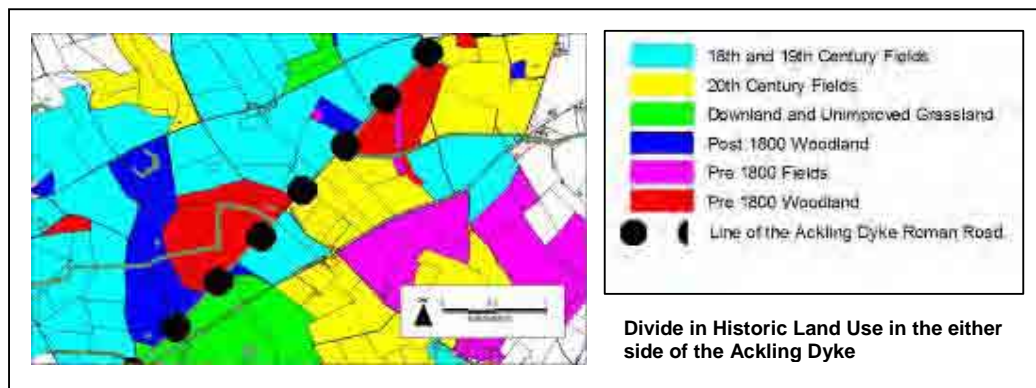 18th and 19th Century Fields
20th Century Fields
Downland and Unimproved Grassland
Post 1800 Woodland
Pre 1800 Fields
Pre 1800 Woodland
Line of the Ackling Dyke Roman Road
Divide in Historic Land Use in the either
side of the Ackling Dyke